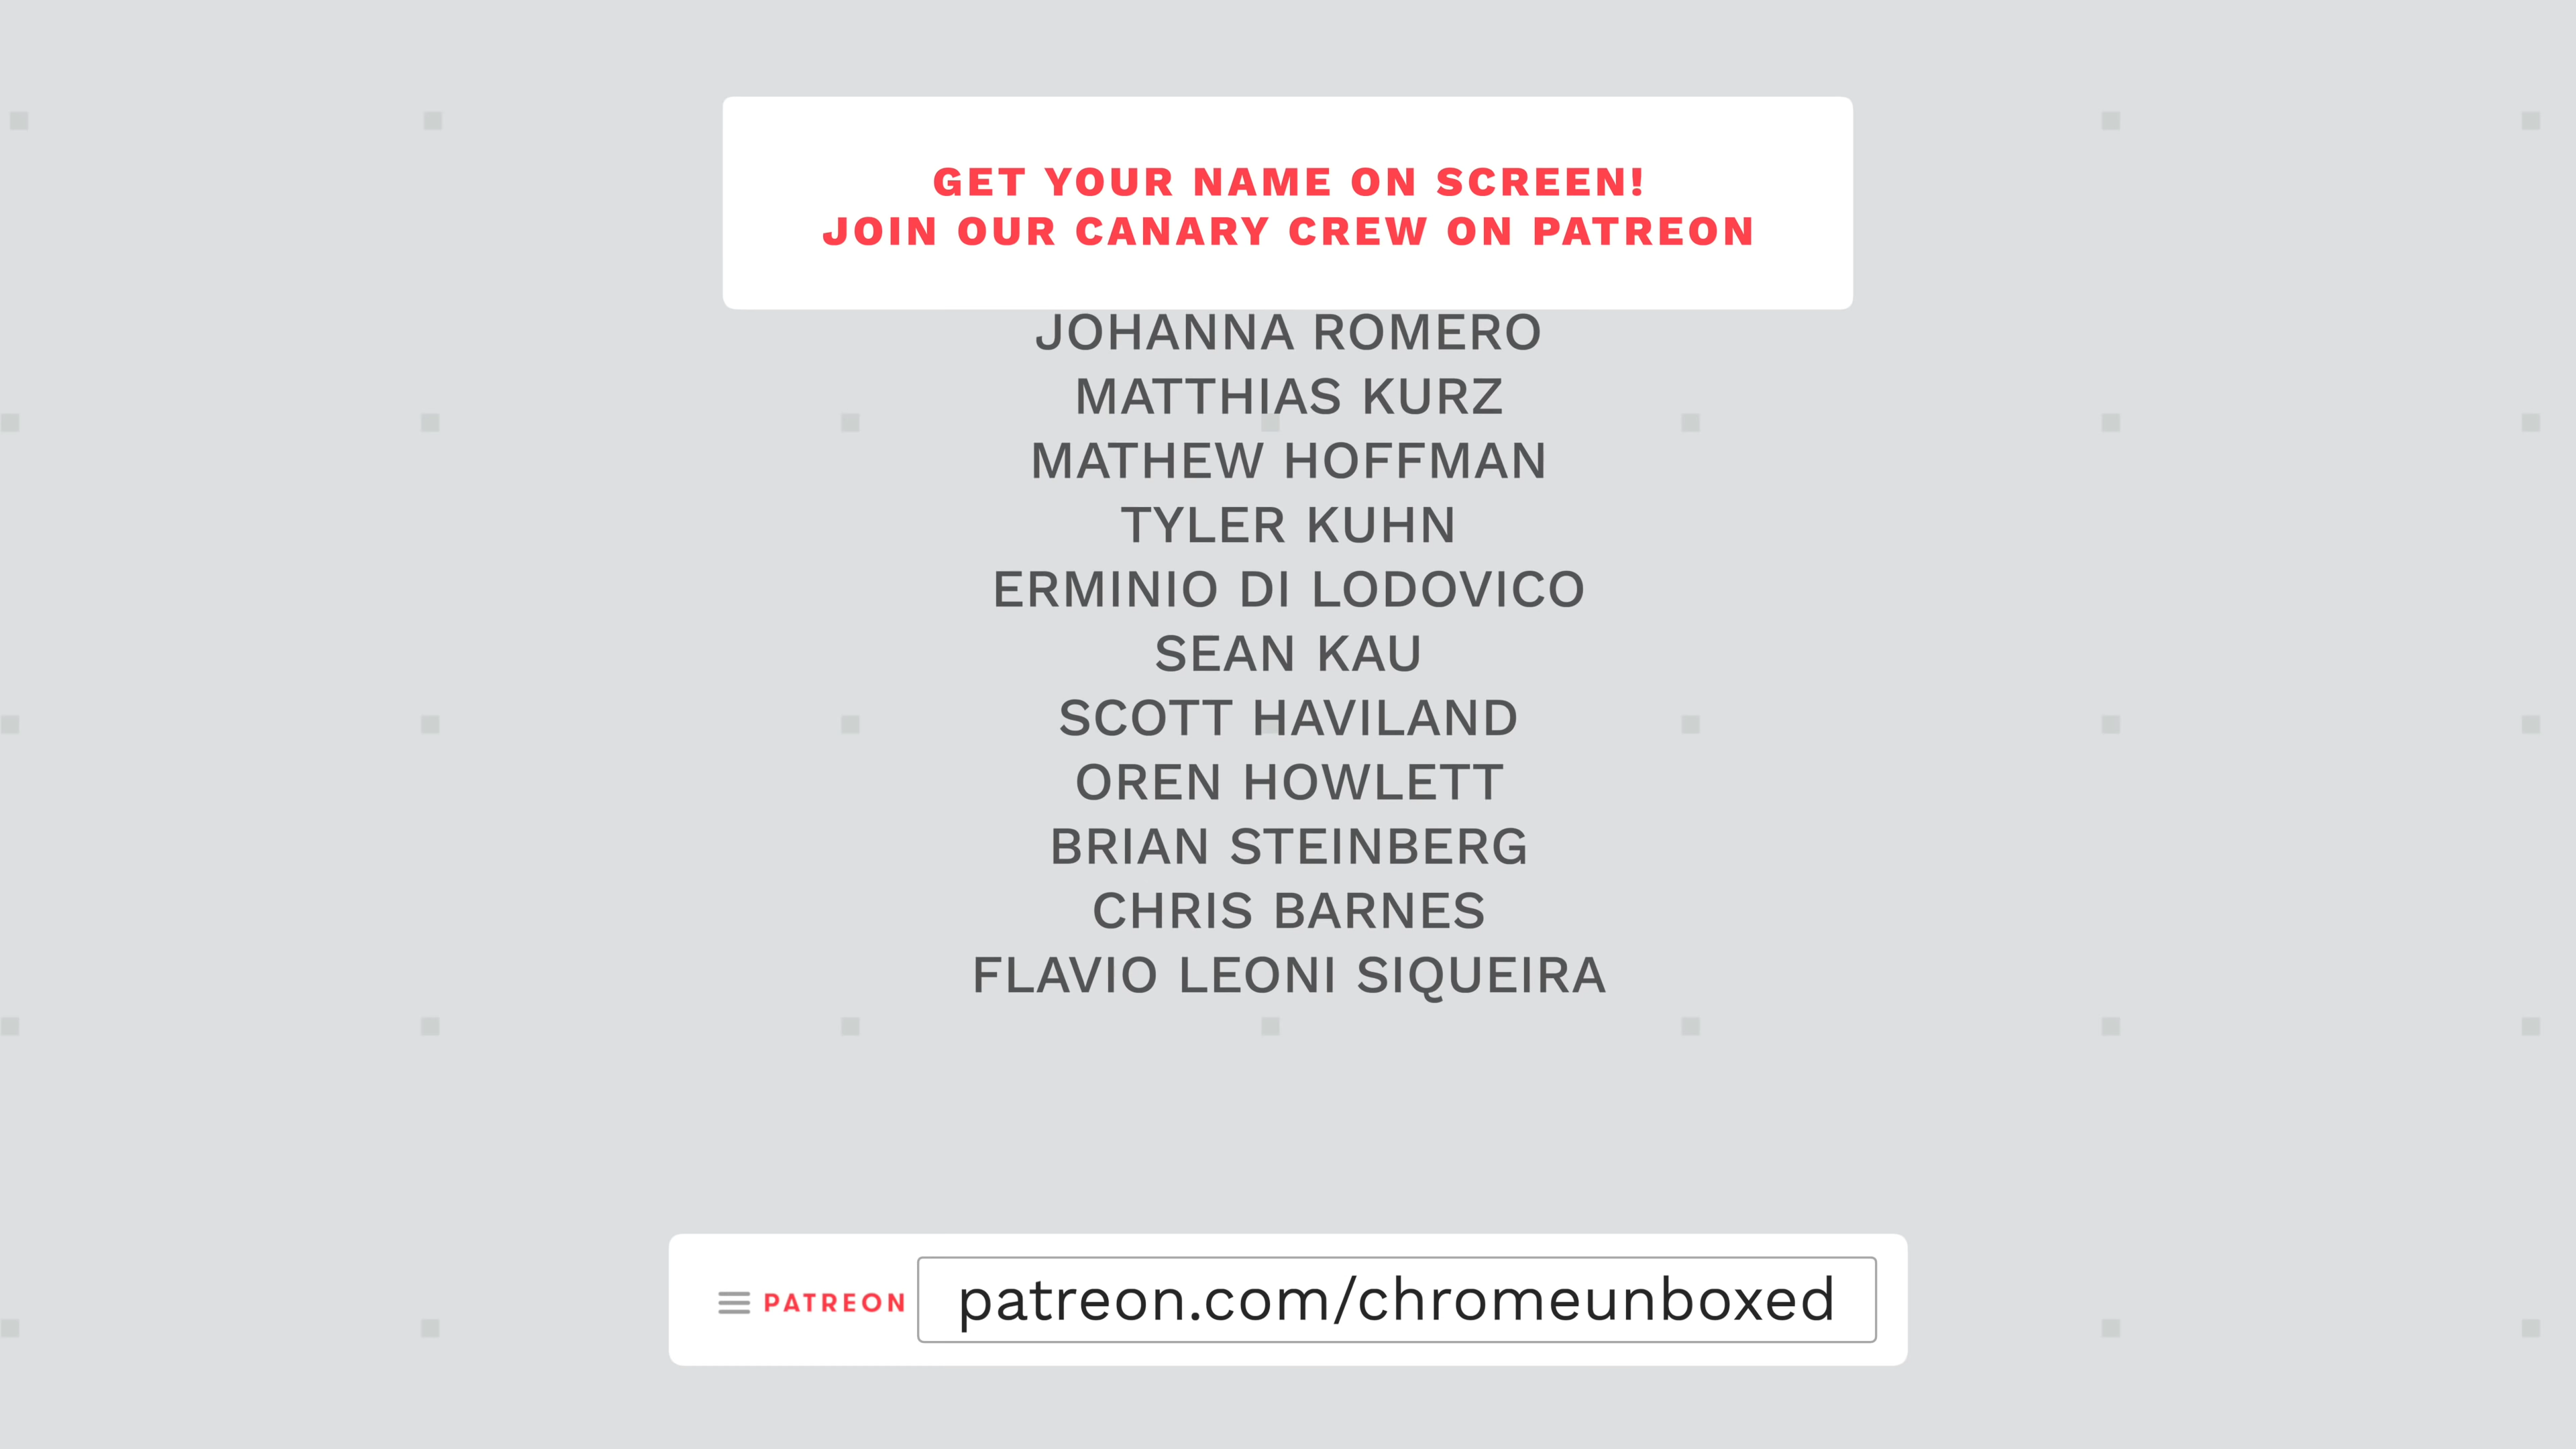 GET YOUR NAME ON SCREEN!
JOIN OUR CANARY CREW ON PATREON
JOHANNA ROMERO
MATTHIAS KURZ
MATHEW HOFFMAN
TYLER KUHN
ERMINIO DI LODOVICO
SEAN KAU
SCOTT HAVILAND
OREN HOWLETT
BRIAN STEINBERG
CHRIS BARNES
FLAVIO LEONI SIQUEIRA
PATREON patreon.com/chromeunboxed